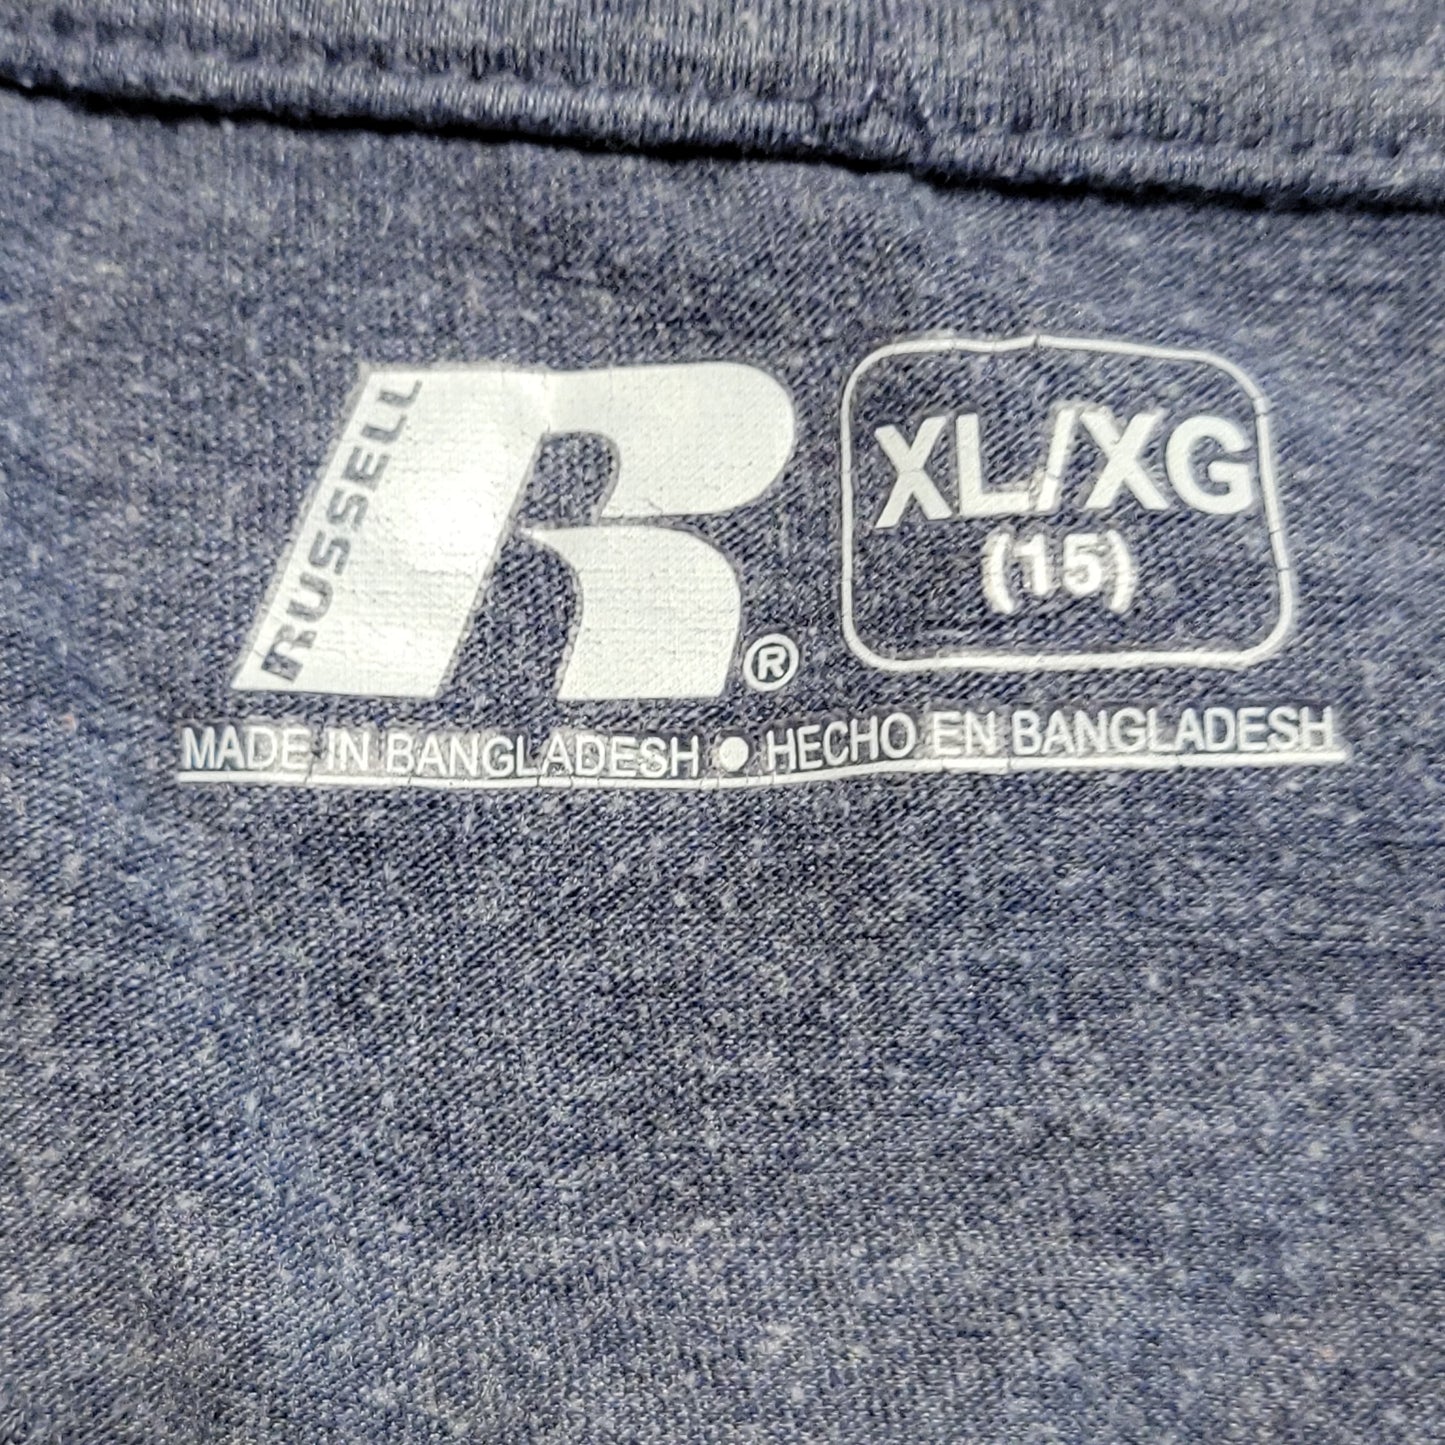 RUSSELL
R®
XL/XG
(15)
MADE IN BANGLADESH • HECHO EN BANGLADESH